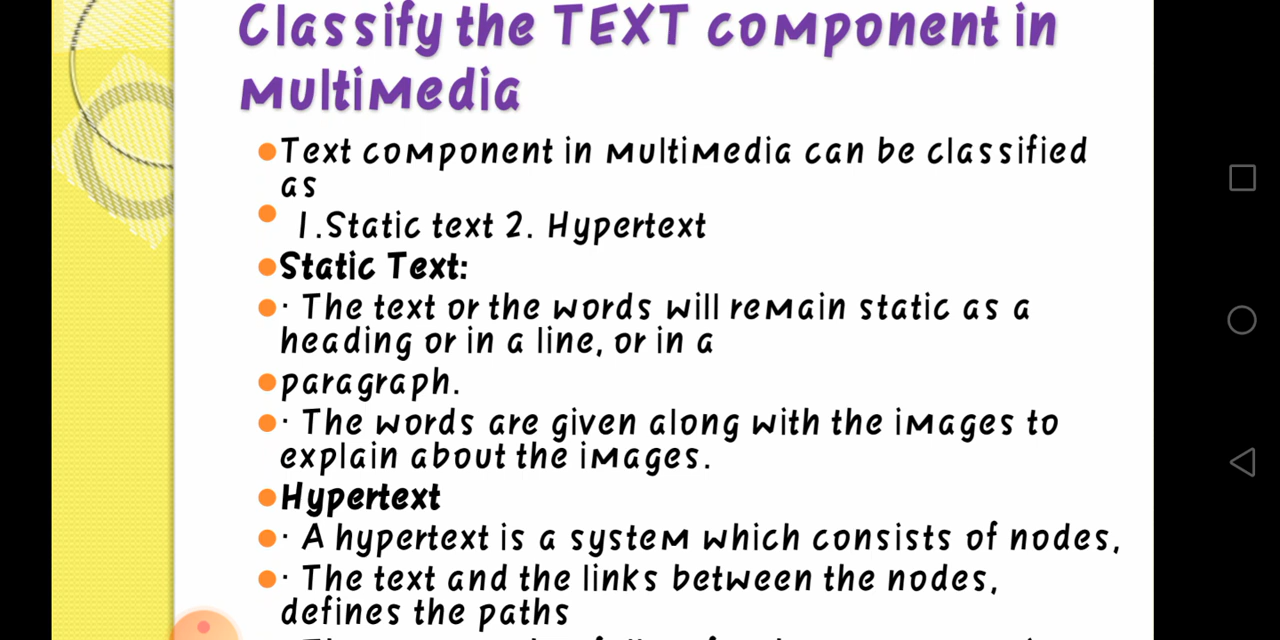 Classify the TEXT component in
multimedia
Text component in multimedia can be classified
as
1.Static text 2. Hypertext
Static Text:
· The text or the words will remain static as a
heading or in a line, or in a
paragraph.
· The words are given along with the images to
explain about the images.
Hypertext
· A hypertext is a system which consists of nodes,
· The text and the links between the nodes,
defines the paths